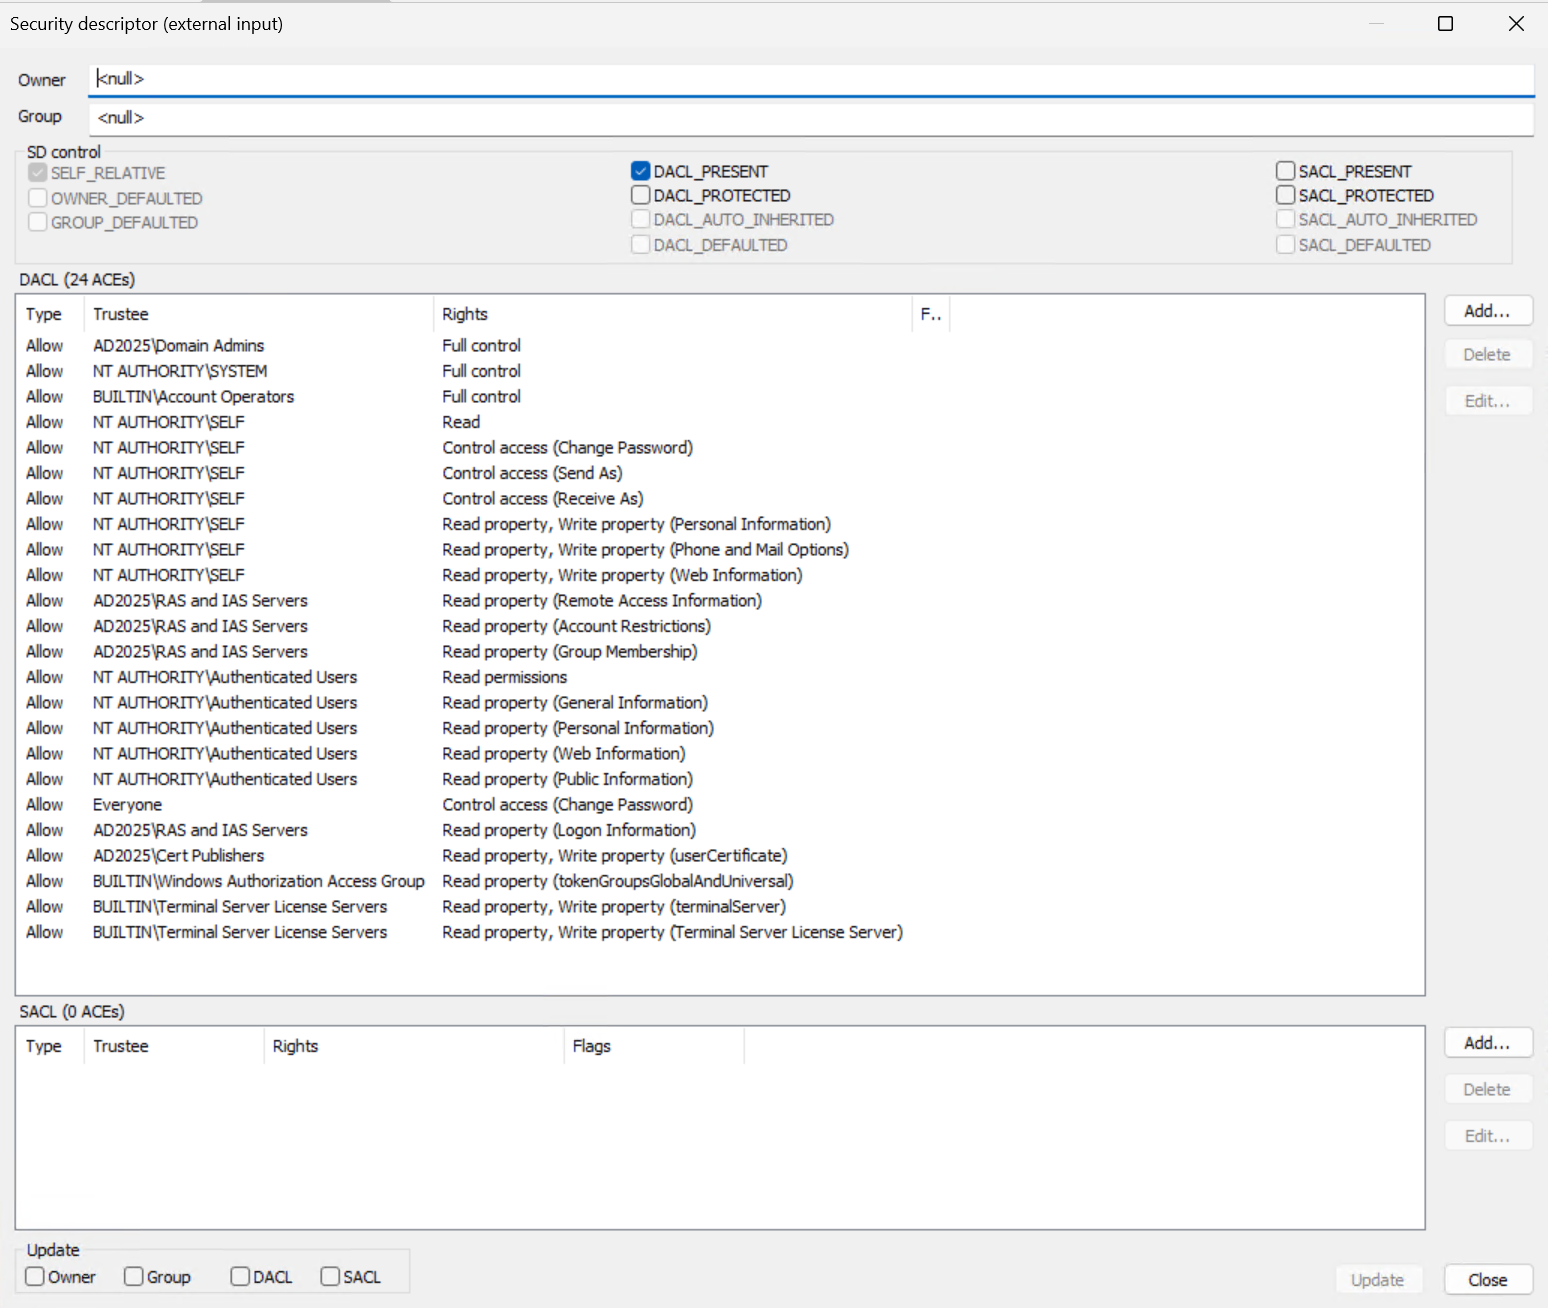 Security descriptor (external input)
Owner <null>
Group <null>
SD control
SELF_RELATIVE DACL_PRESENT SACL_PRESENT
OWNER_DEFAULTED DACL_PROTECTED SACL_PROTECTED
GROUP_DEFAULTED DACL_AUTO_INHERITED SACL_AUTO_INHERITED
DACL_DEFAULTED SACL_DEFAULTED
DACL (24 ACEs)
Type Trustee Rights F.. Add...
Allow AD2025\Domain Admins Full control Delete
Allow NT AUTHORITY\SYSTEM Full control
Allow BUILTIN\Account Operators Full control Edit...
Allow NT AUTHORITY\SELF Read
Allow NT AUTHORITY\SELF Control access (Change Password)
Allow NT AUTHORITY\SELF Control access (Send As)
Allow NT AUTHORITY\SELF Control access (Receive As)
Allow NT AUTHORITY\SELF Read property, Write property (Personal Information)
Allow NT AUTHORITY\SELF Read property, Write property (Phone and Mail Options)
Allow NT AUTHORITY\SELF Read property, Write property (Web Information)
Allow AD2025\RAS and IAS Servers Read property (Remote Access Information)
Allow AD2025\RAS and IAS Servers Read property (Account Restrictions)
Allow AD2025\RAS and IAS Servers Read property (Group Membership)
Allow NT AUTHORITY\Authenticated Users Read permissions
Allow NT AUTHORITY\Authenticated Users Read property (General Information)
Allow NT AUTHORITY\Authenticated Users Read property (Personal Information)
Allow NT AUTHORITY\Authenticated Users Read property (Web Information)
Allow NT AUTHORITY\Authenticated Users Read property (Public Information)
Allow Everyone Control access (Change Password)
Allow AD2025\RAS and IAS Servers Read property (Logon Information)
Allow AD2025\Cert Publishers Read property, Write property (userCertificate)
Allow BUILTIN\Windows Authorization Access Group Read property (tokenGroupsGlobalAndUniversal)
Allow BUILTIN\Terminal Server License Servers Read property, Write property (terminalServer)
Allow BUILTIN\Terminal Server License Servers Read property, Write property (Terminal Server License Server)
SACL (0 ACEs)
Type Trustee Rights Flags Add...
Delete
Edit...
Update
Owner Group DACL SACL Update Close